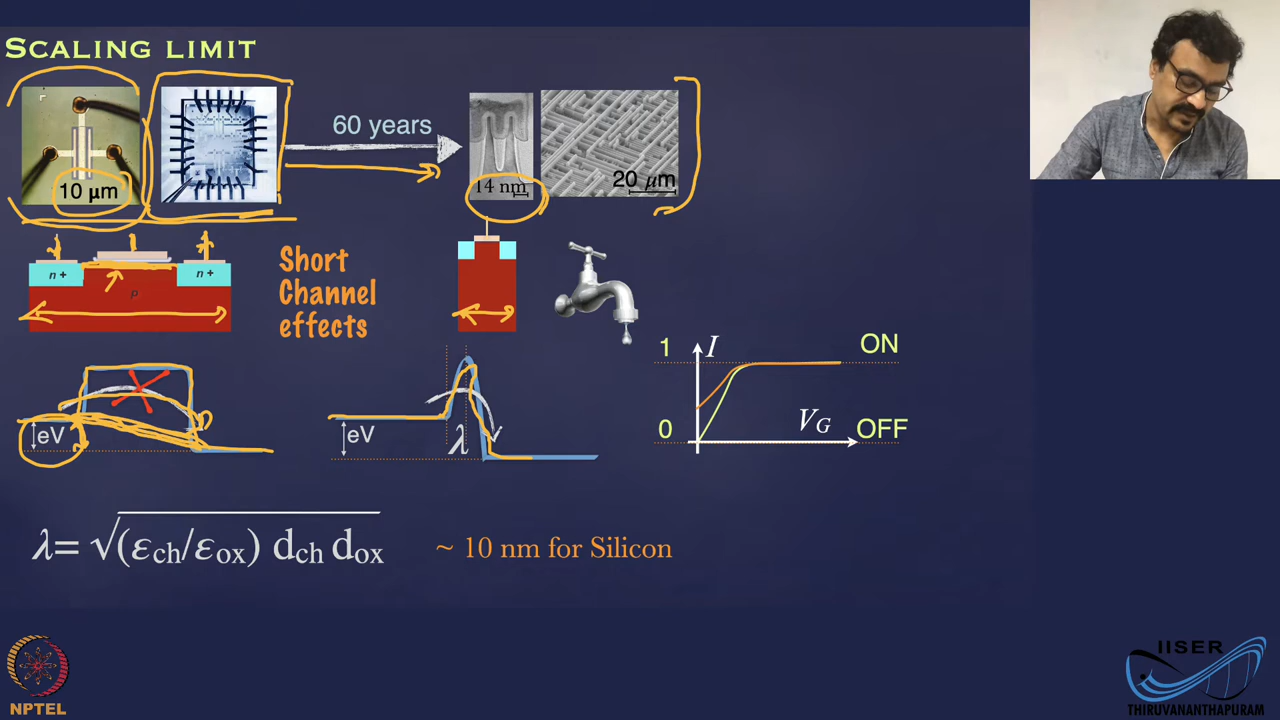 SCALING LIMIT
10 µm
60 years
14 nm
20 µm
n +
n +
p
Short
Channel
effects
eV
eV
λ
1
I
ON
0
V_G
OFF
λ= √(ε_ch/ε_ox) d_ch d_ox
~ 10 nm for Silicon
NPTEL
IISER
THIRUVANANTHAPURAM